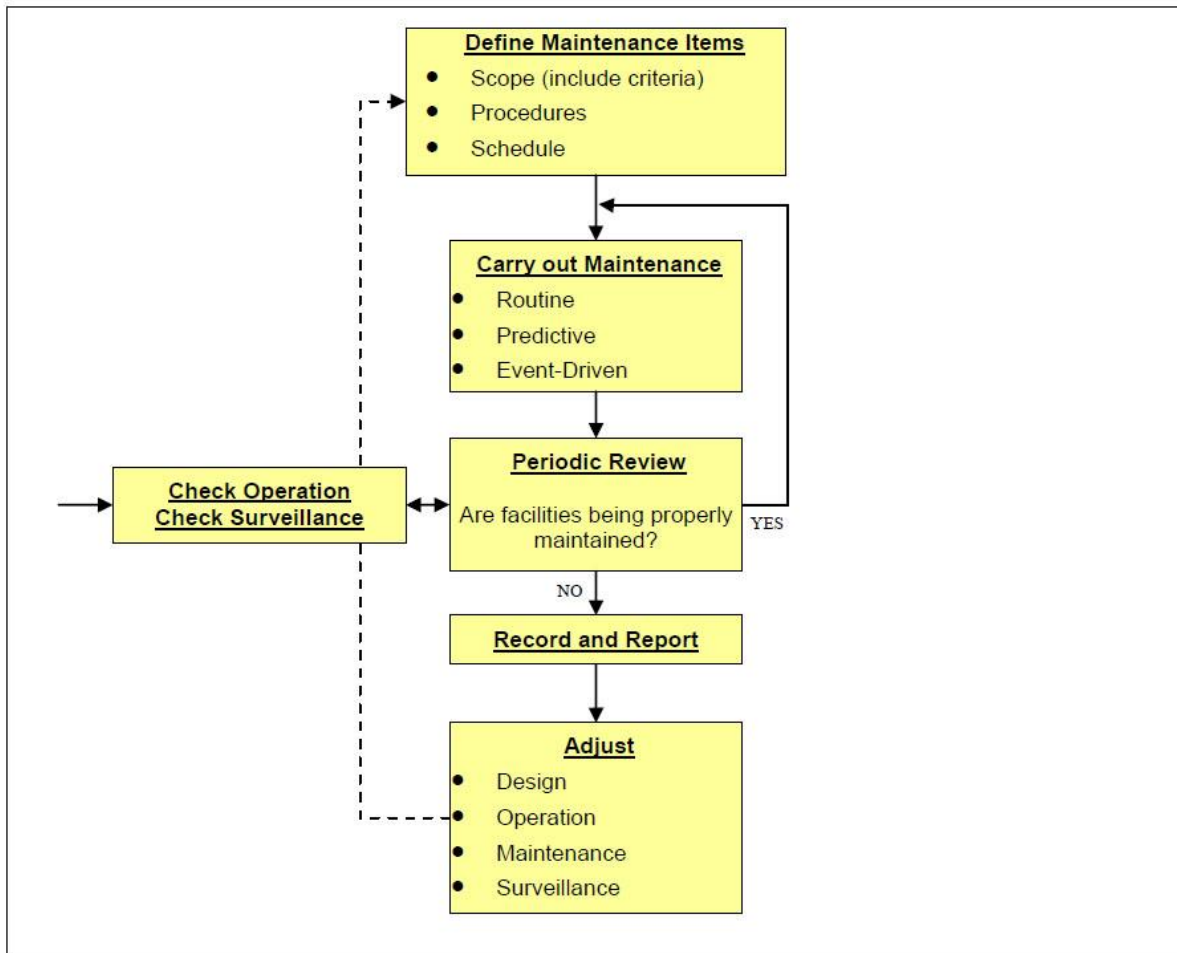 Define Maintenance Items
● Scope (include criteria)
● Procedures
● Schedule
Carry out Maintenance
● Routine
● Predictive
● Event-Driven
Check Operation
Check Surveillance
Periodic Review
Are facilities being properly
maintained?
YES
NO
Record and Report
Adjust
● Design
● Operation
● Maintenance
● Surveillance